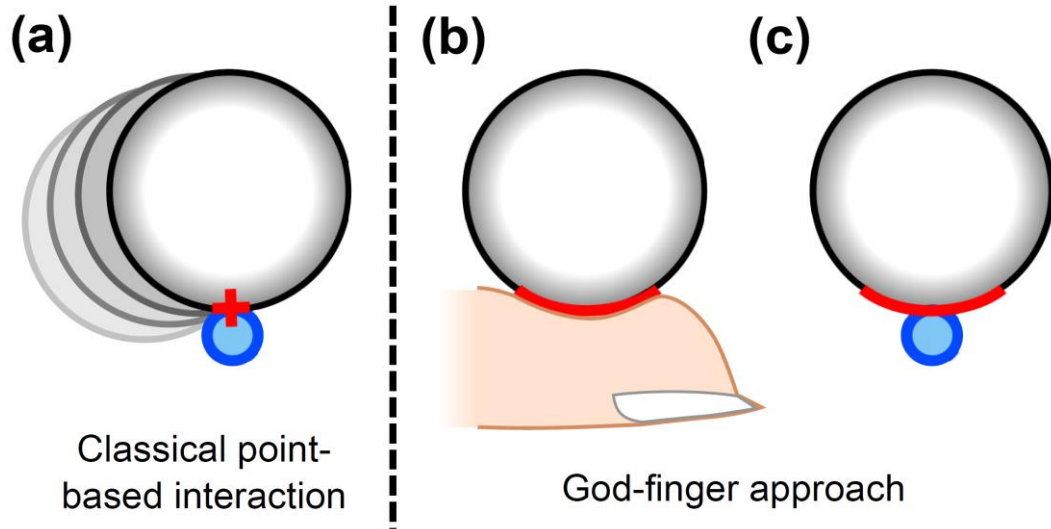 (a)
(b)
(c)
Classical point-
based interaction
God-finger approach